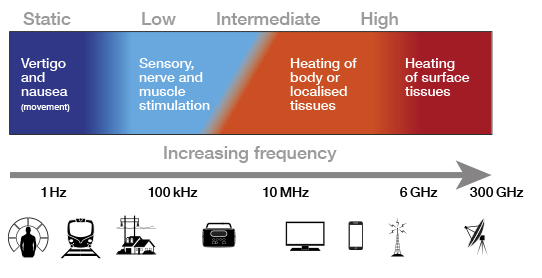 Static Low Intermediate High
Vertigo
and
nausea
(movement)
Sensory,
nerve and
muscle
stimulation
Heating of
body or
localised
tissues
Heating
of surface
tissues
Increasing frequency
1 Hz 100 kHz 10 MHz 6 GHz 300 GHz